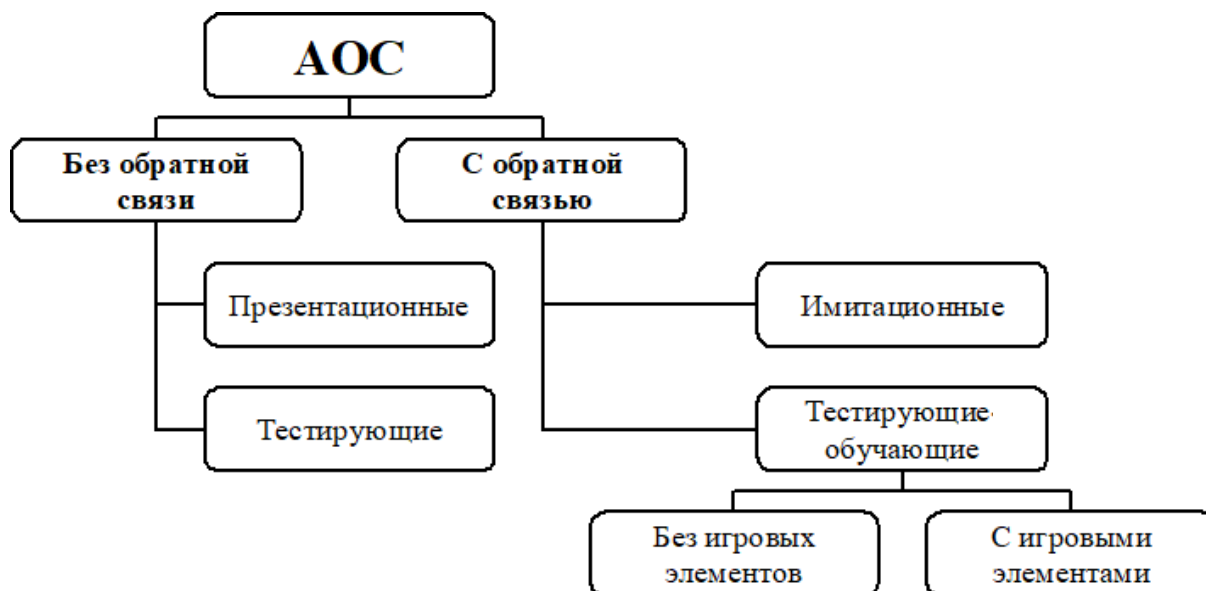 АОС
Без обратной
связи
С обратной
связью
Презентационные
Имитационные
Тестирующие
Тестирующие-
обучающие
Без игровых
элементов
С игровыми
элементами